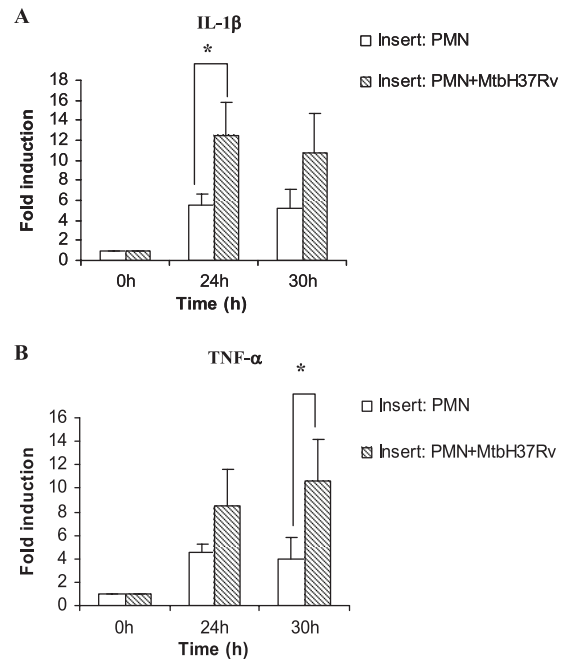 A
IL-1β
Insert: PMN
Insert: PMN+MtbH37Rv
*
18
16
14
12
10
8
6
4
2
0
Fold induction
0h 24h 30h
Time (h)
B
TNF-α
Insert: PMN
Insert: PMN+MtbH37Rv
*
16
14
12
10
8
6
4
2
0
Fold induction
0h 24h 30h
Time (h)